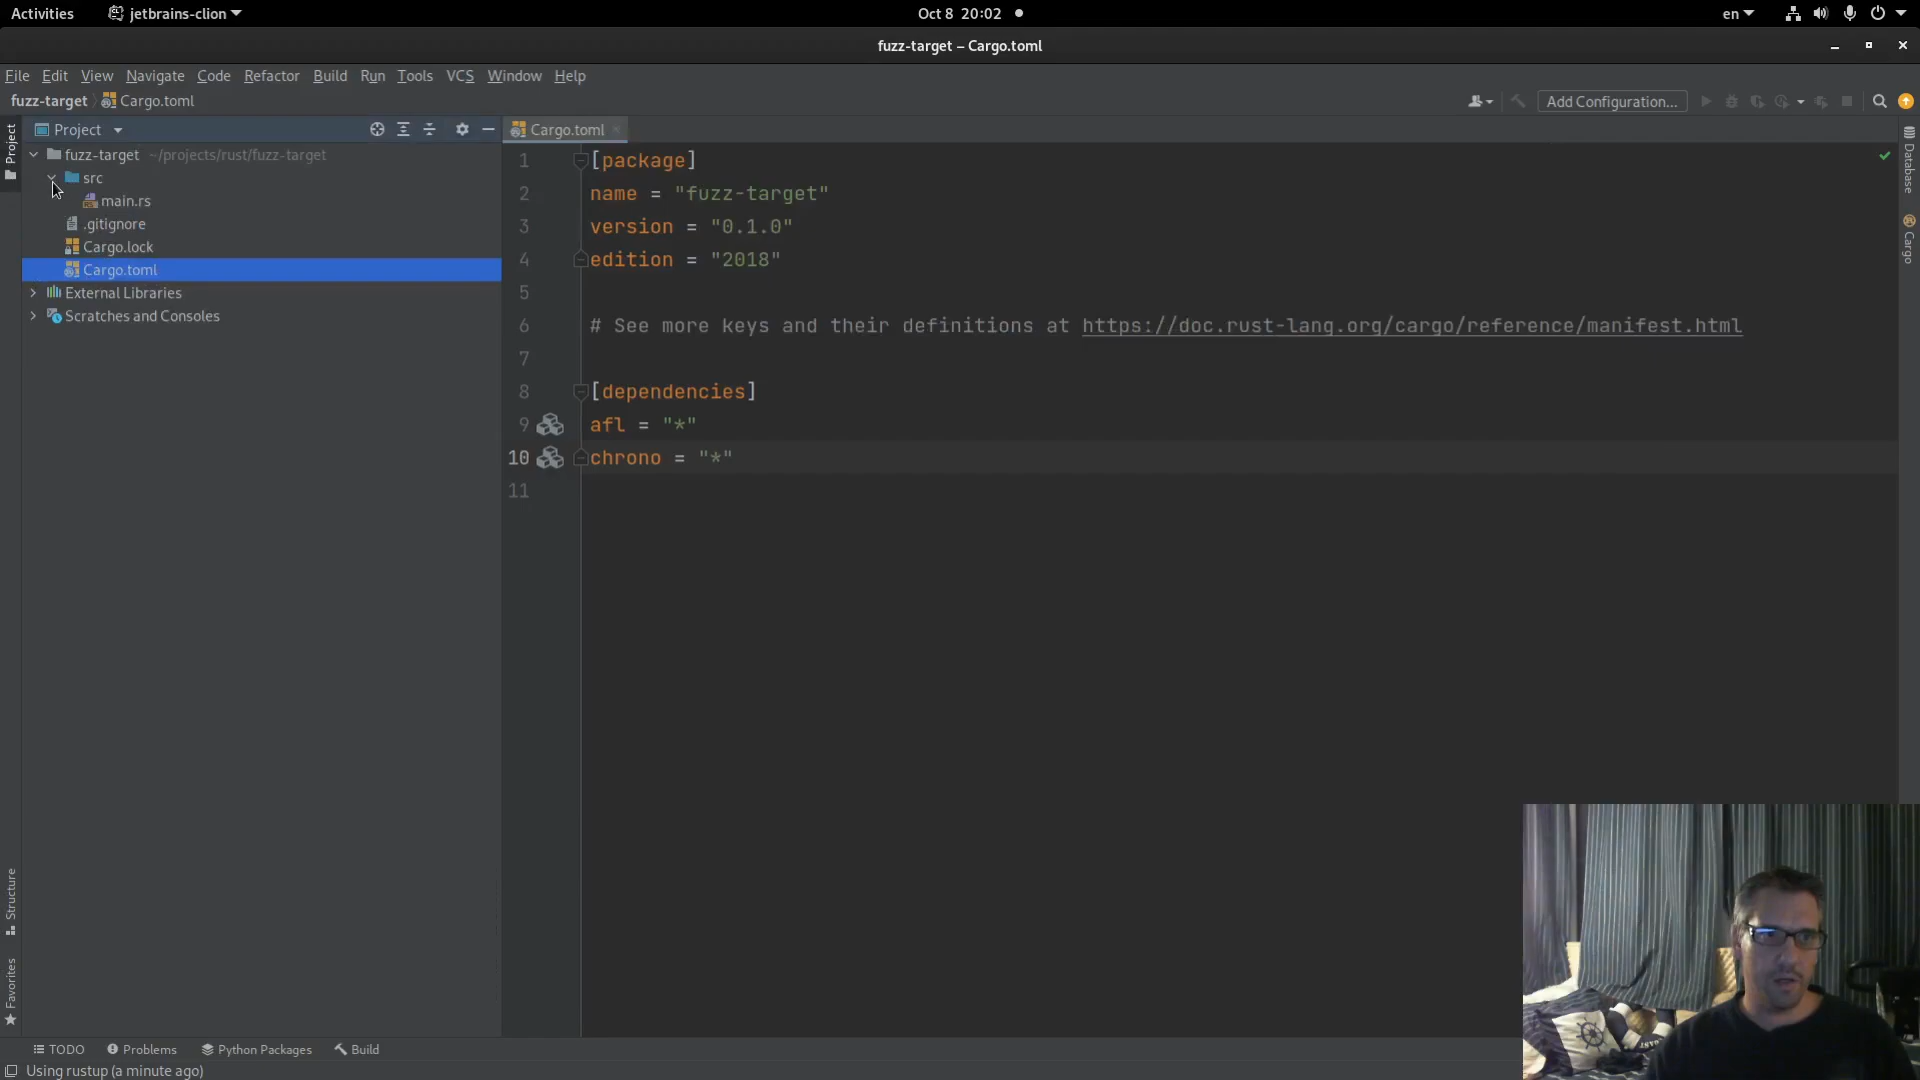 Activities jetbrains-clion Oct 8 20:02 en
fuzz-target – Cargo.toml
File Edit View Navigate Code Refactor Build Run Tools VCS Window Help
fuzz-target Cargo.toml Add Configuration...
Project Project Cargo.toml
fuzz-target ~/projects/rust/fuzz-target
src
main.rs
.gitignore
Cargo.lock
Cargo.toml
External Libraries
Scratches and Consoles
1 [package]
2 name = "fuzz-target"
3 version = "0.1.0"
4 edition = "2018"
5
6 # See more keys and their definitions at https://doc.rust-lang.org/cargo/reference/manifest.html
7
8 [dependencies]
9 afl = "*"
10 chrono = "*"
11
Database
Cargo
Structure
Favorites
TODO Problems Python Packages Build
Using rustup (a minute ago)